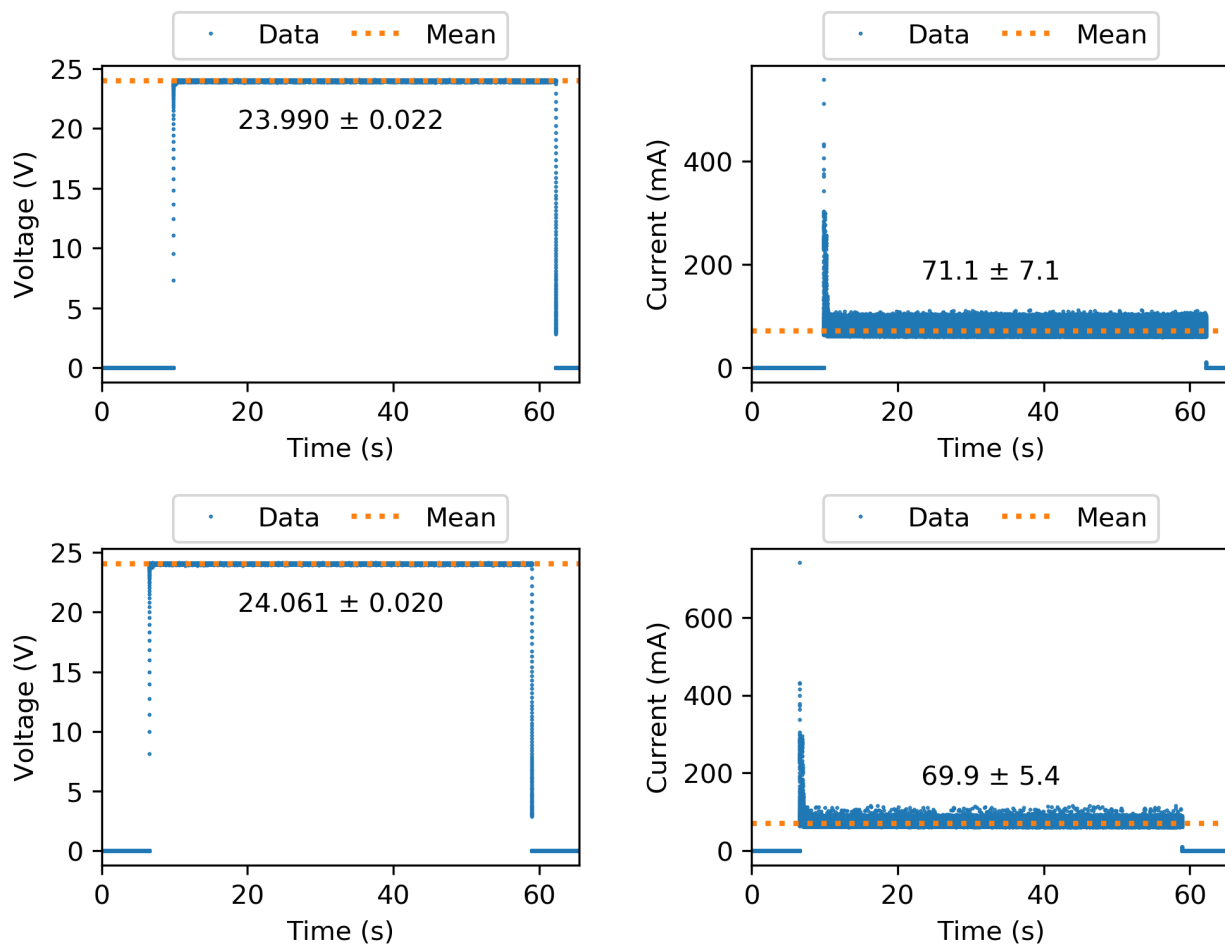 Data Mean
25
20
15
10
5
0
Voltage (V)
23.990 ± 0.022
0 20 40 60
Time (s)
Data Mean
400
200
0
Current (mA)
71.1 ± 7.1
0 20 40 60
Time (s)
Data Mean
25
20
15
10
5
0
Voltage (V)
24.061 ± 0.020
0 20 40 60
Time (s)
Data Mean
600
400
200
0
Current (mA)
69.9 ± 5.4
0 20 40 60
Time (s)